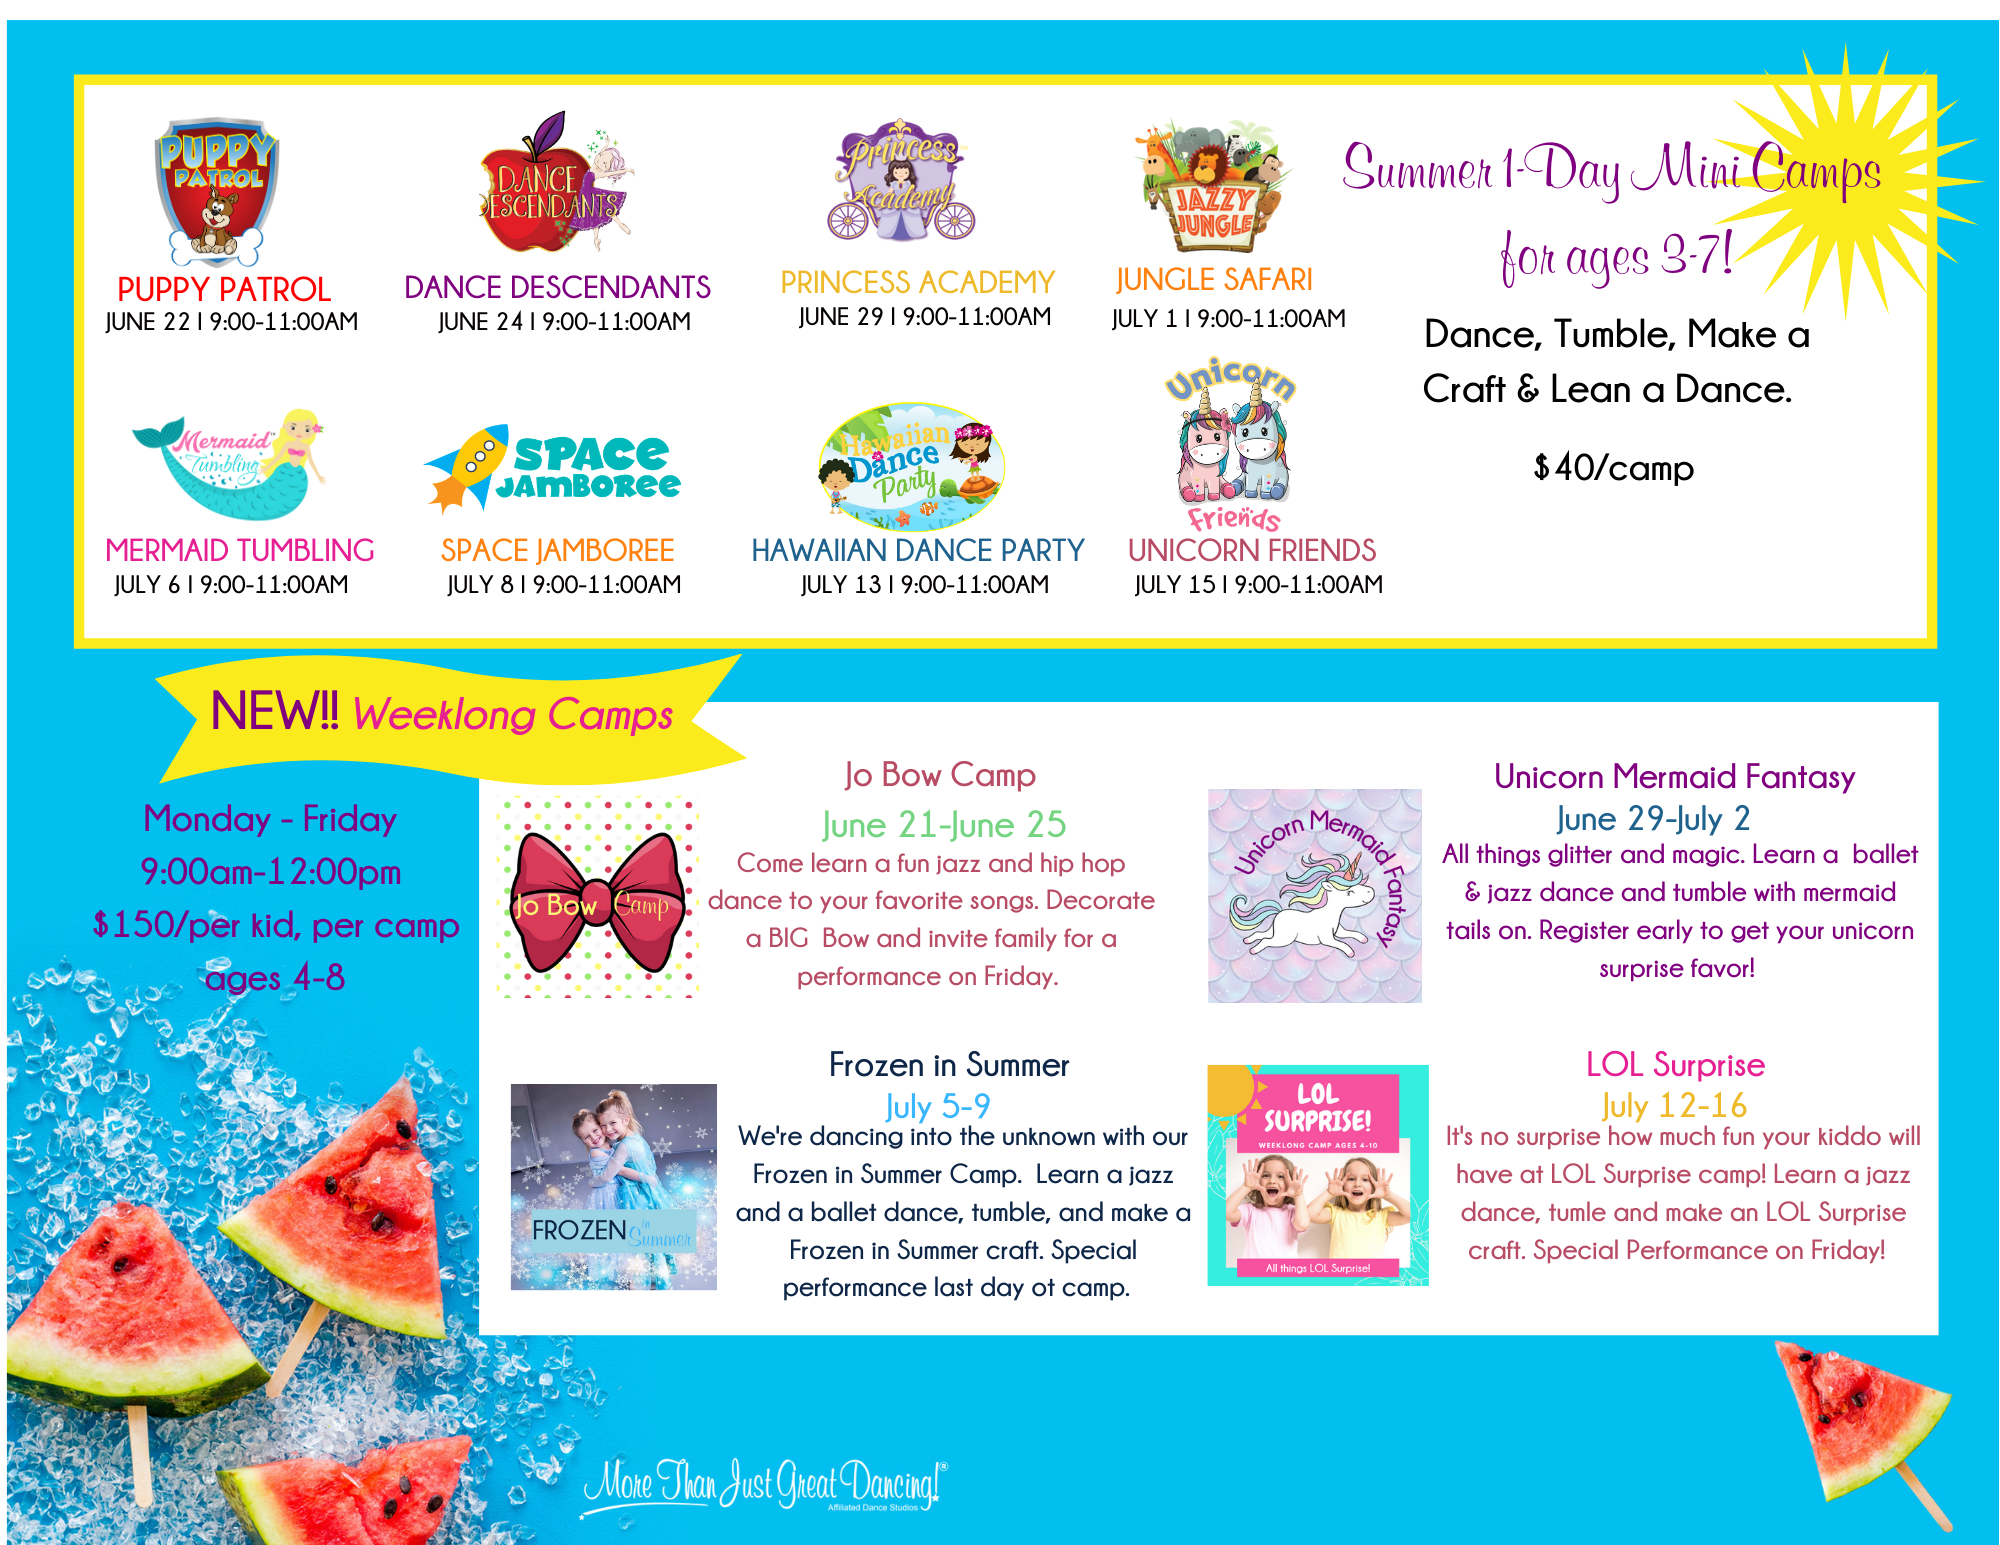 PUPPY
PATROL
PUPPY PATROL
JUNE 22 | 9:00-11:00AM
DANCE
DESCENDANTS
DANCE DESCENDANTS
JUNE 24 | 9:00-11:00AM
Princess
Academy
PRINCESS ACADEMY
JUNE 29 | 9:00-11:00AM
JAZZY
JUNGLE
JUNGLE SAFARI
JULY 1 | 9:00-11:00AM
Summer 1-Day Mini Camps
for ages 3-7!
Dance, Tumble, Make a
Craft & Lean a Dance.
$40/camp
Mermaid™
Tumbling
MERMAID TUMBLING
JULY 6 | 9:00-11:00AM
SPACE
JAMBOREE
SPACE JAMBOREE
JULY 8 | 9:00-11:00AM
Hawaiian
Dance
Party
HAWAIIAN DANCE PARTY
JULY 13 | 9:00-11:00AM
Unicorn
Friends
UNICORN FRIENDS
JULY 15 | 9:00-11:00AM
NEW!! Weeklong Camps
Monday - Friday
9:00am-12:00pm
$150/per kid, per camp
ages 4-8
Jo Bow Camp
Jo Bow Camp
June 21-June 25
Come learn a fun jazz and hip hop
dance to your favorite songs. Decorate
a BIG Bow and invite family for a
performance on Friday.
Unicorn Mermaid Fantasy
Unicorn Mermaid Fantasy
June 29-July 2
All things glitter and magic. Learn a ballet
& jazz dance and tumble with mermaid
tails on. Register early to get your unicorn
surprise favor!
FROZEN in Summer
Frozen in Summer
July 5-9
We're dancing into the unknown with our
Frozen in Summer Camp. Learn a jazz
and a ballet dance, tumble, and make a
Frozen in Summer craft. Special
performance last day ot camp.
LOL
SURPRISE!
WEEKLONG CAMP AGES 4-10
All things LOL Surprise!
LOL Surprise
July 12-16
It's no surprise how much fun your kiddo will
have at LOL Surprise camp! Learn a jazz
dance, tumle and make an LOL Surprise
craft. Special Performance on Friday!
More Than Just Great Dancing!®
Affiliated Dance Studios